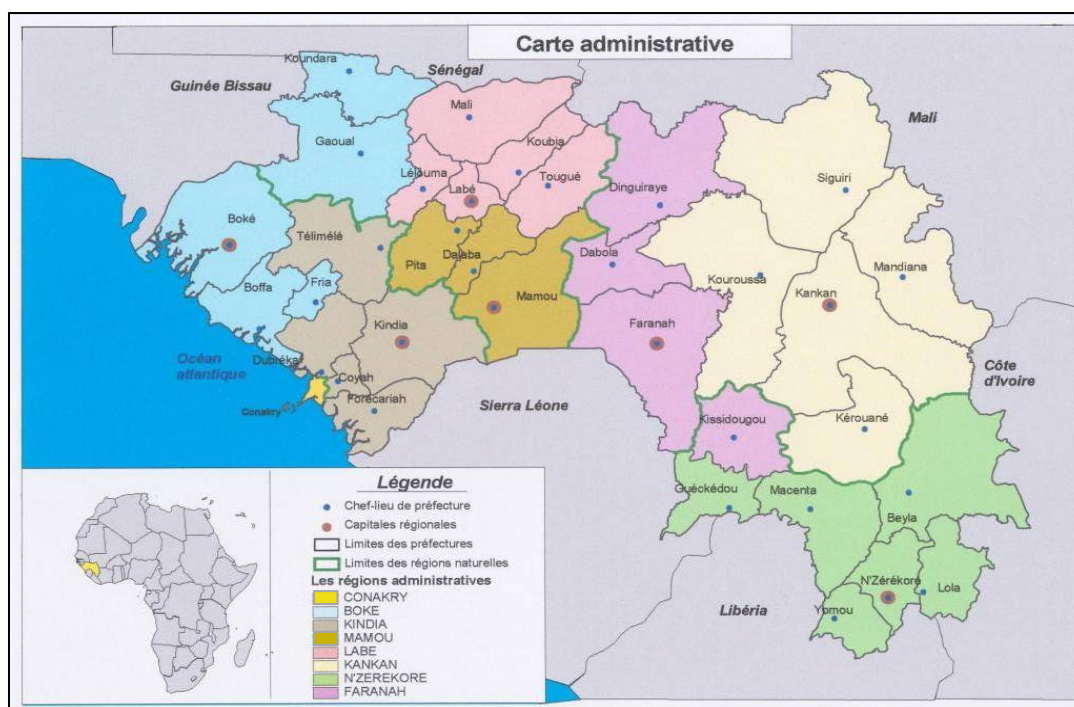 Carte administrative
Koundara
Guinée Bissau
Sénégal
Mali
Mali
Gaoual
Koubia
Lélouma
Labé
Tougué
Siguiri
Dinguiraye
Boké
Télimélé
Pita
Dalaba
Dabola
Mandiana
Kouroussa
Kankan
Boffa
Fria
Mamou
Kindia
Faranah
Océan
atlantique
Dubréka
Coyah
Conakry
Forécariah
Sierra Léone
Côte
d'Ivoire
Kissidougou
Kérouané
Guéckédou
Macenta
Beyla
N'Zérékore
Lola
Yomou
Libéria
Légende
Chef-lieu de préfecture
Capitales régionales
Limites des préfectures
Limites des régions naturelles
Les régions administratives
CONAKRY
BOKE
KINDIA
MAMOU
LABE
KANKAN
N'ZEREKORE
FARANAH